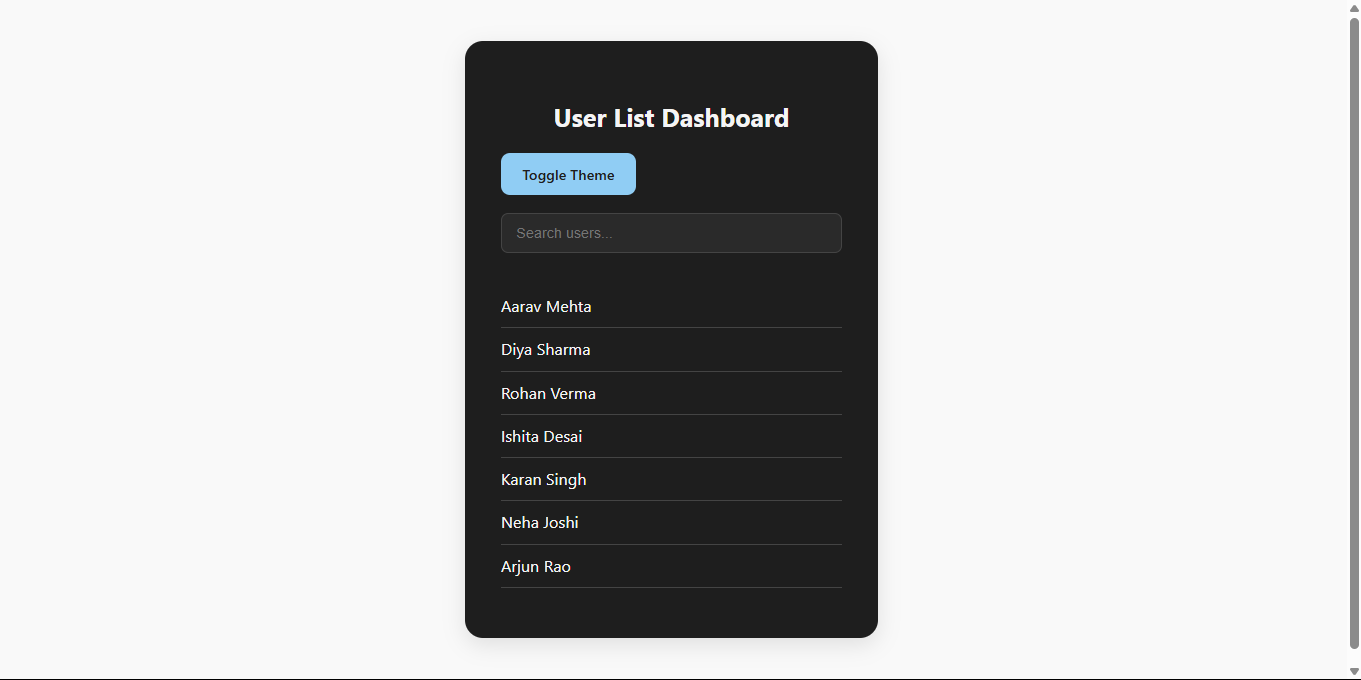 User List Dashboard
Toggle Theme
Search users...
Aarav Mehta
Diya Sharma
Rohan Verma
Ishita Desai
Karan Singh
Neha Joshi
Arjun Rao